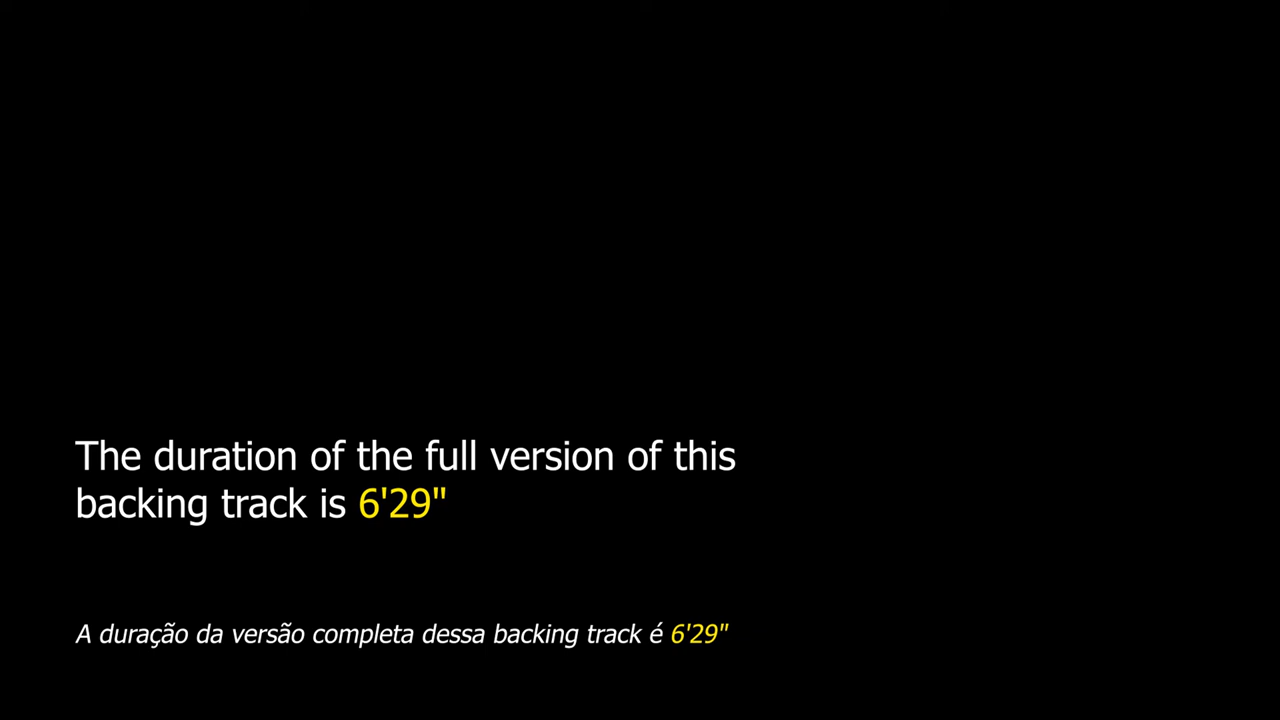 The duration of the full version of this
backing track is 6'29"
A duração da versão completa dessa backing track é 6'29"